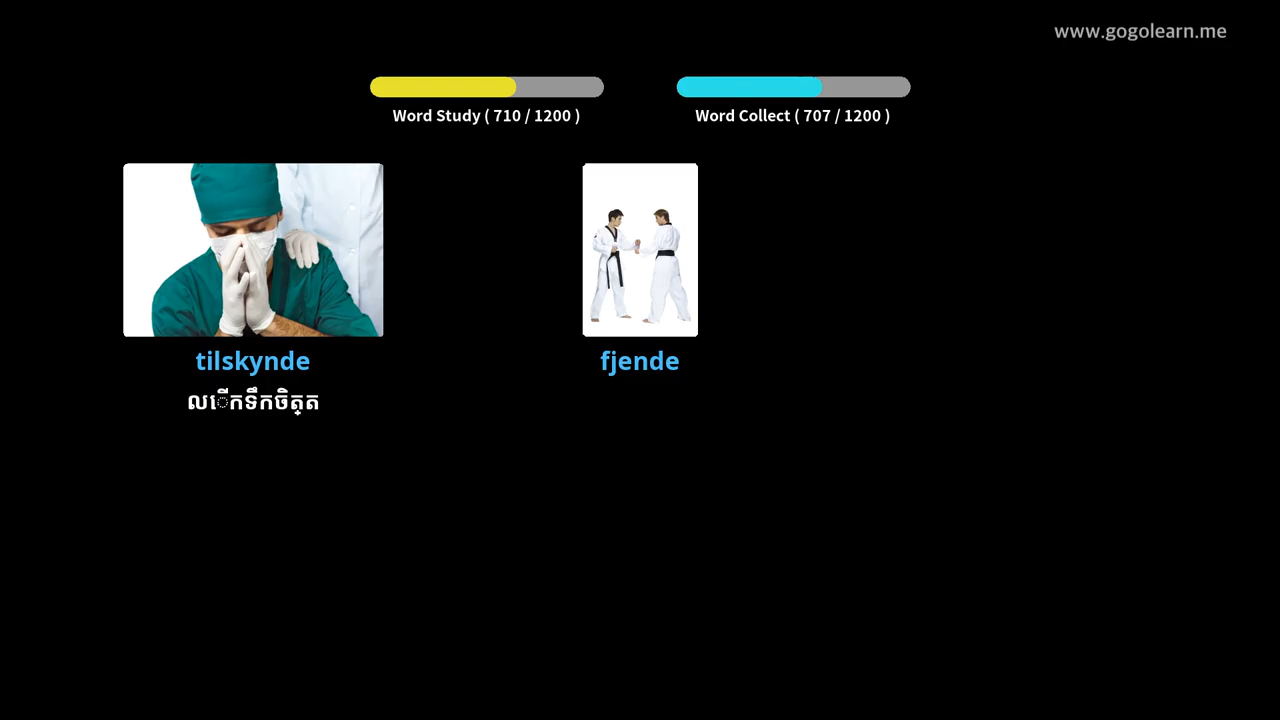 www.gogolearn.me
Word Study ( 710 / 1200 )
Word Collect ( 707 / 1200 )
tilskynde
fjende
លើកទឹកចិត្ត